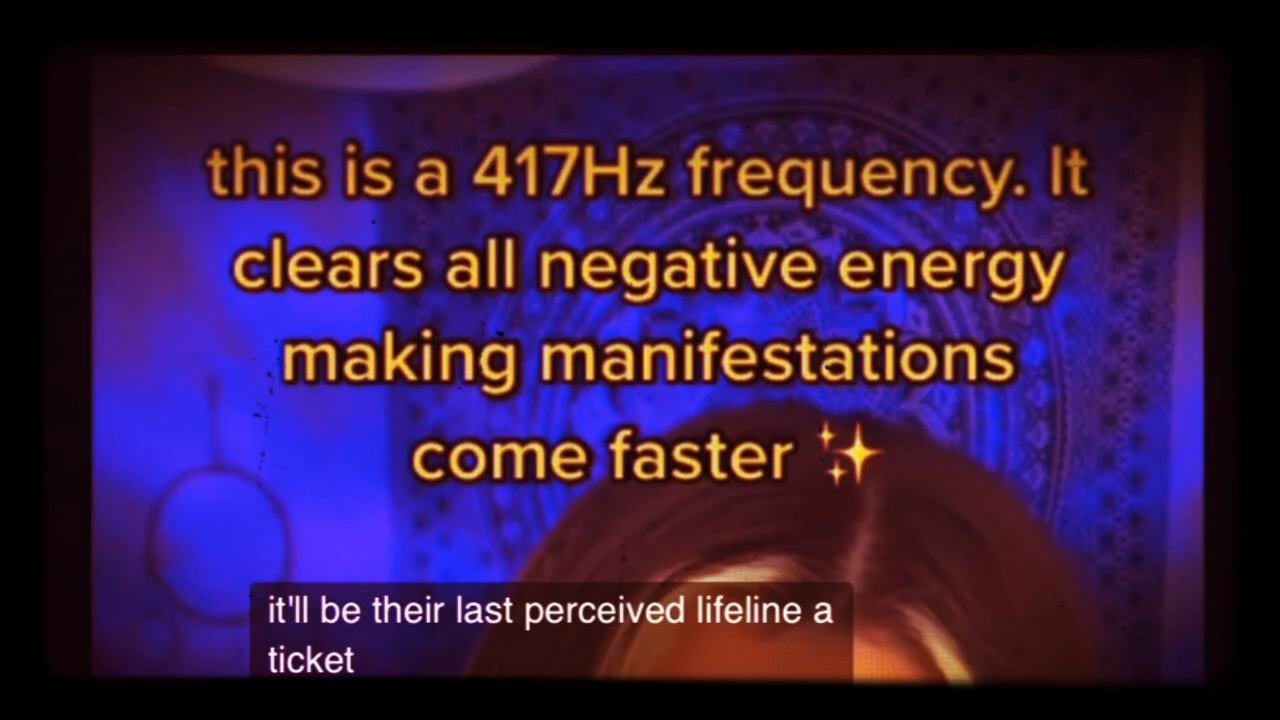 this is a 417Hz frequency. It
clears all negative energy
making manifestations
come faster ✨
it'll be their last perceived lifeline a
ticket